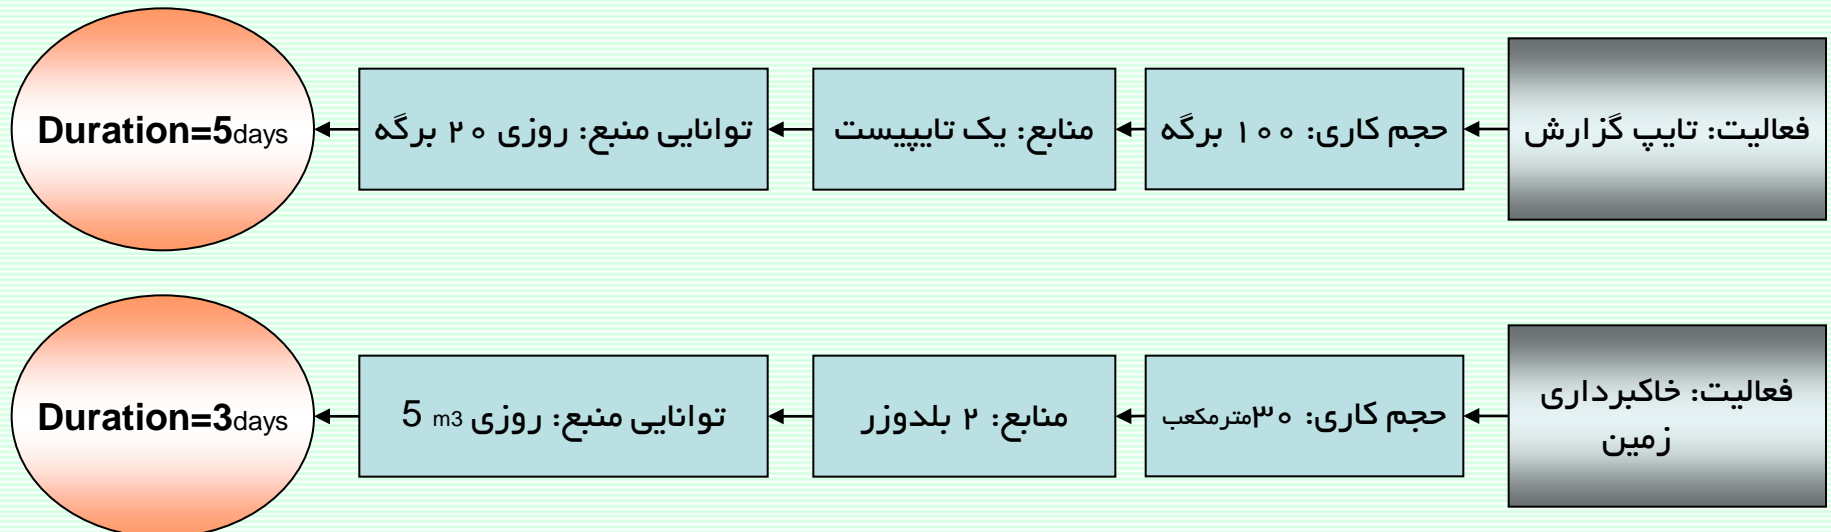 فعالیت: تایپ گزارش
حجم کاری: ۱۰۰ برگه
منابع: یک تایپیست
توانایی منبع: روزی ۲۰ برگه
Duration=5days
فعالیت: خاکبرداری
زمین
حجم کاری: ۳۰مترمکعب
منابع: ۲ بلدوزر
توانایی منبع: روزی 5 m3
Duration=3days